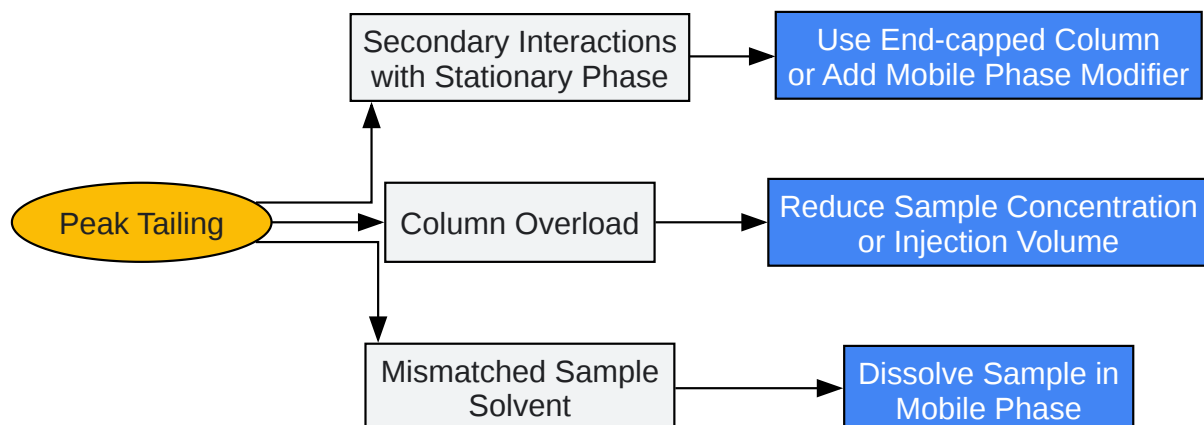 Secondary Interactions
with Stationary Phase
Use End-capped Column
or Add Mobile Phase Modifier
Peak Tailing
Column Overload
Reduce Sample Concentration
or Injection Volume
Mismatched Sample
Solvent
Dissolve Sample in
Mobile Phase